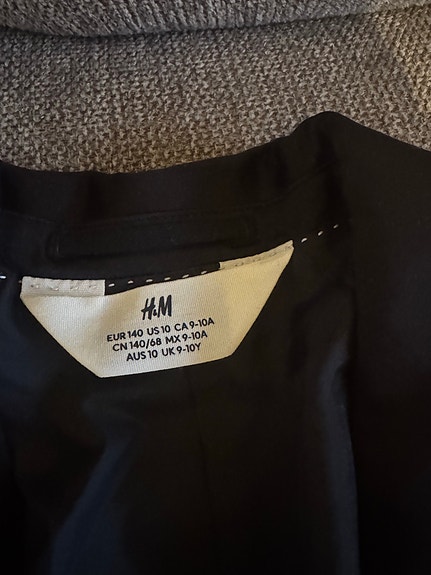 H&M
EUR 140 US 10 CA 9-10A
CN 140/68 MX 9-10A
AUS 10 UK 9-10Y